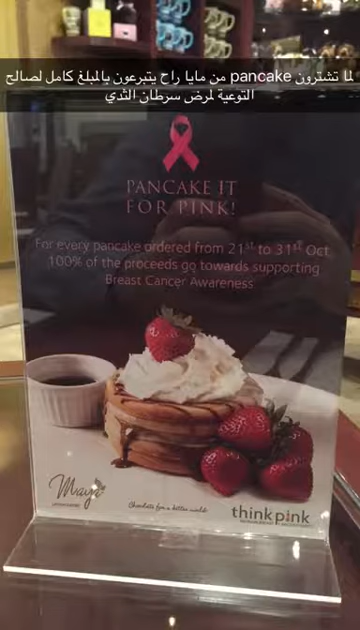 لما تشترون pancake من مايا راح يتبرعون بالمبلغ كامل لصالح
التوعية لمرض سرطان الثدي
PANCAKE IT
FOR PINK!
For every pancake ordered from 21st to 31st Oct
100% of the proceeds go towards supporting
Breast Cancer Awareness
Maya
Chocolate for a better world
thinkpink